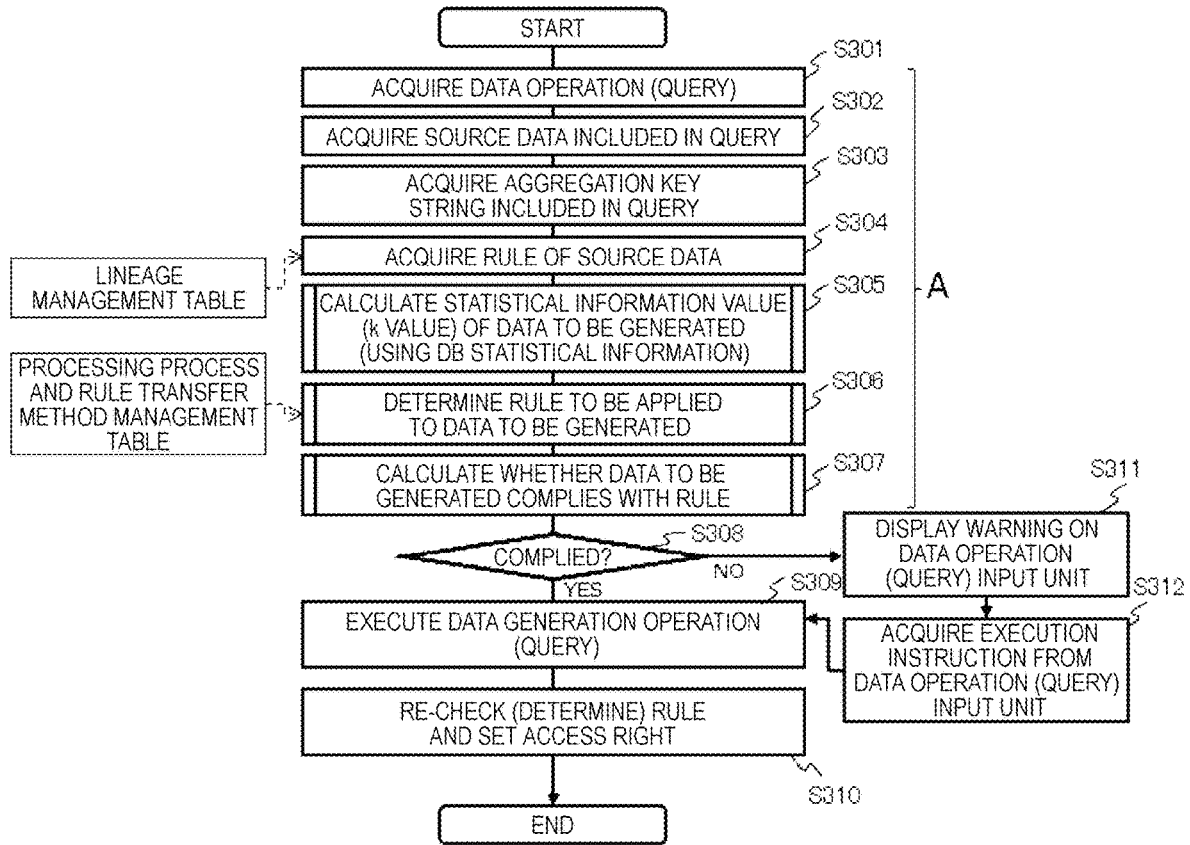 START
S301
ACQUIRE DATA OPERATION (QUERY)
S302
ACQUIRE SOURCE DATA INCLUDED IN QUERY
S303
ACQUIRE AGGREGATION KEY
STRING INCLUDED IN QUERY
S304
ACQUIRE RULE OF SOURCE DATA
LINEAGE
MANAGEMENT TABLE
S305
CALCULATE STATISTICAL INFORMATION VALUE
(k VALUE) OF DATA TO BE GENERATED
(USING DB STATISTICAL INFORMATION)
A
PROCESSING PROCESS
AND RULE TRANSFER
METHOD MANAGEMENT
TABLE
S306
DETERMINE RULE TO BE APPLIED
TO DATA TO BE GENERATED
S307
CALCULATE WHETHER DATA TO BE
GENERATED COMPLIES WITH RULE
S308
COMPLIED?
NO
YES
S311
DISPLAY WARNING ON
DATA OPERATION
(QUERY) INPUT UNIT
S309
EXECUTE DATA GENERATION OPERATION
(QUERY)
S312
ACQUIRE EXECUTION
INSTRUCTION FROM
DATA OPERATION (QUERY)
INPUT UNIT
RE-CHECK (DETERMINE) RULE
AND SET ACCESS RIGHT
S310
END